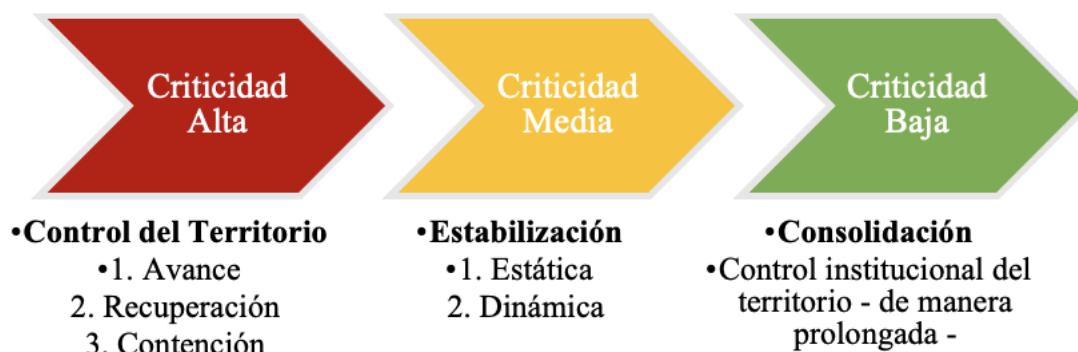 Criticidad
Alta
Criticidad
Media
Criticidad
Baja
•Control del Territorio
•1. Avance
2. Recuperación
3. Contención
•Estabilización
•1. Estática
2. Dinámica
•Consolidación
•Control institucional del
territorio - de manera
prolongada -